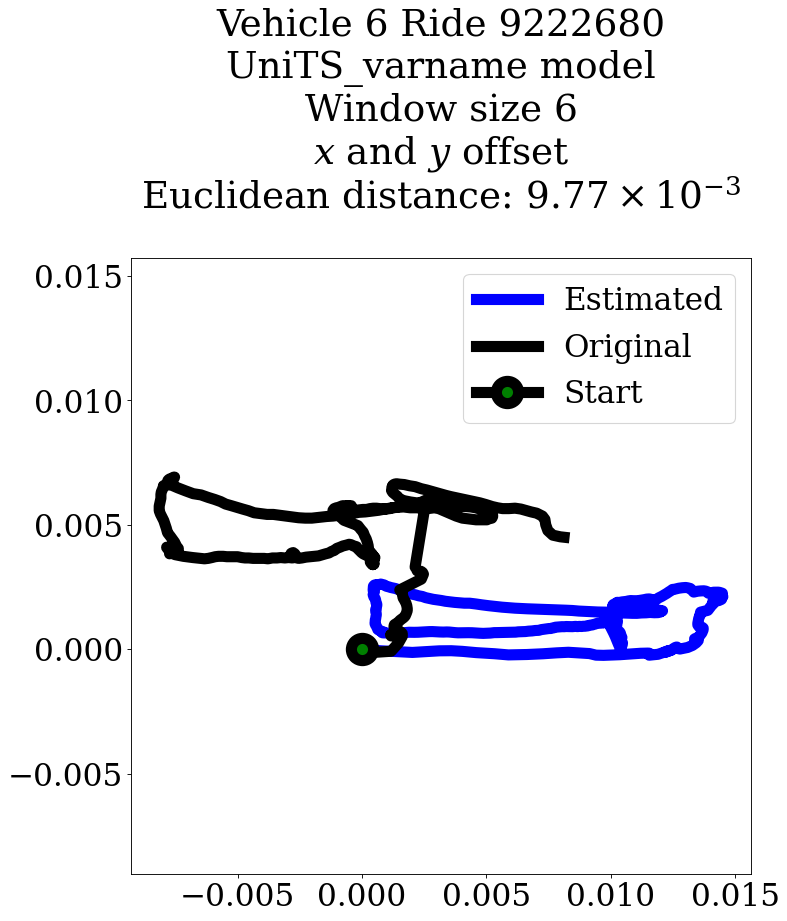 Vehicle 6 Ride 9222680
UniTS_varname model
Window size 6
x and y offset
Euclidean distance: 9.77 × 10⁻³
Estimated
Original
Start
0.015
0.010
0.005
0.000
−0.005
−0.005 0.000 0.005 0.010 0.015